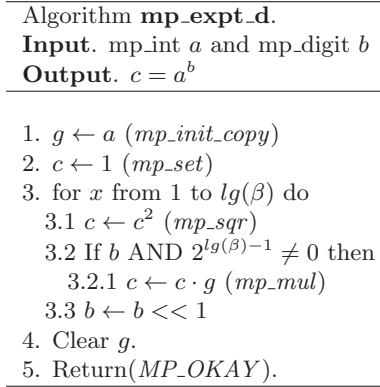 Algorithm mp_expt_d.
Input. mp_int a and mp_digit b
Output. c = a^b
1. g ← a (mp_init_copy)
2. c ← 1 (mp_set)
3. for x from 1 to lg(β) do
3.1 c ← c^2 (mp_sqr)
3.2 If b AND 2^{lg(β)−1} ≠ 0 then
3.2.1 c ← c · g (mp_mul)
3.3 b ← b << 1
4. Clear g.
5. Return(MP_OKAY).